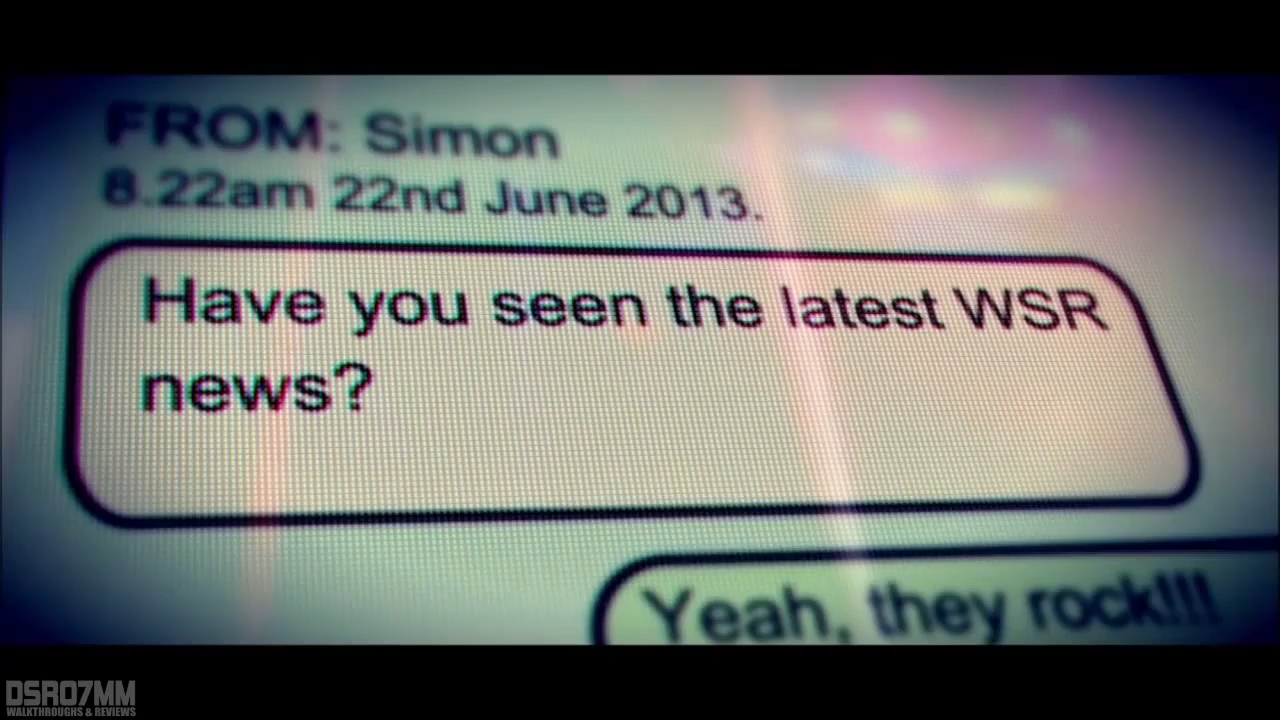 FROM: Simon
8.22am 22nd June 2013.
Have you seen the latest WSR
news?
Yeah, they rock!!!
DSR07MM
WALKTHROUGHS & REVIEWS